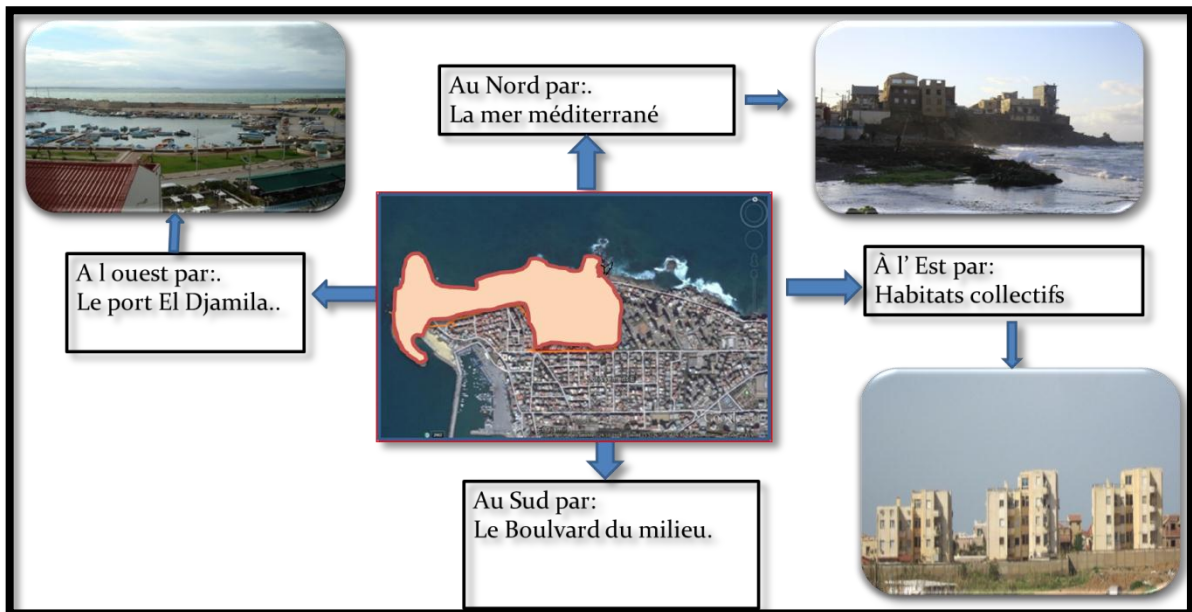 Au Nord par:.
La mer méditerrané
A l ouest par:.
Le port El Djamila..
À l’ Est par:
Habitats collectifs
Au Sud par:
Le Boulvard du milieu.